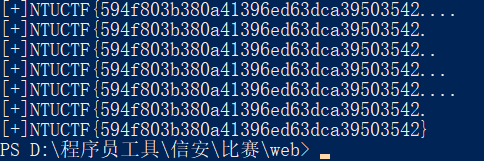 [+]NTUCTF{594f803b380a41396ed63dca39503542....
[+]NTUCTF{594f803b380a41396ed63dca39503542.
[+]NTUCTF{594f803b380a41396ed63dca39503542..
[+]NTUCTF{594f803b380a41396ed63dca39503542...
[+]NTUCTF{594f803b380a41396ed63dca39503542....
[+]NTUCTF{594f803b380a41396ed63dca39503542.
[+]NTUCTF{594f803b380a41396ed63dca39503542}
PS D:\程序员工具\信安\比赛\web>